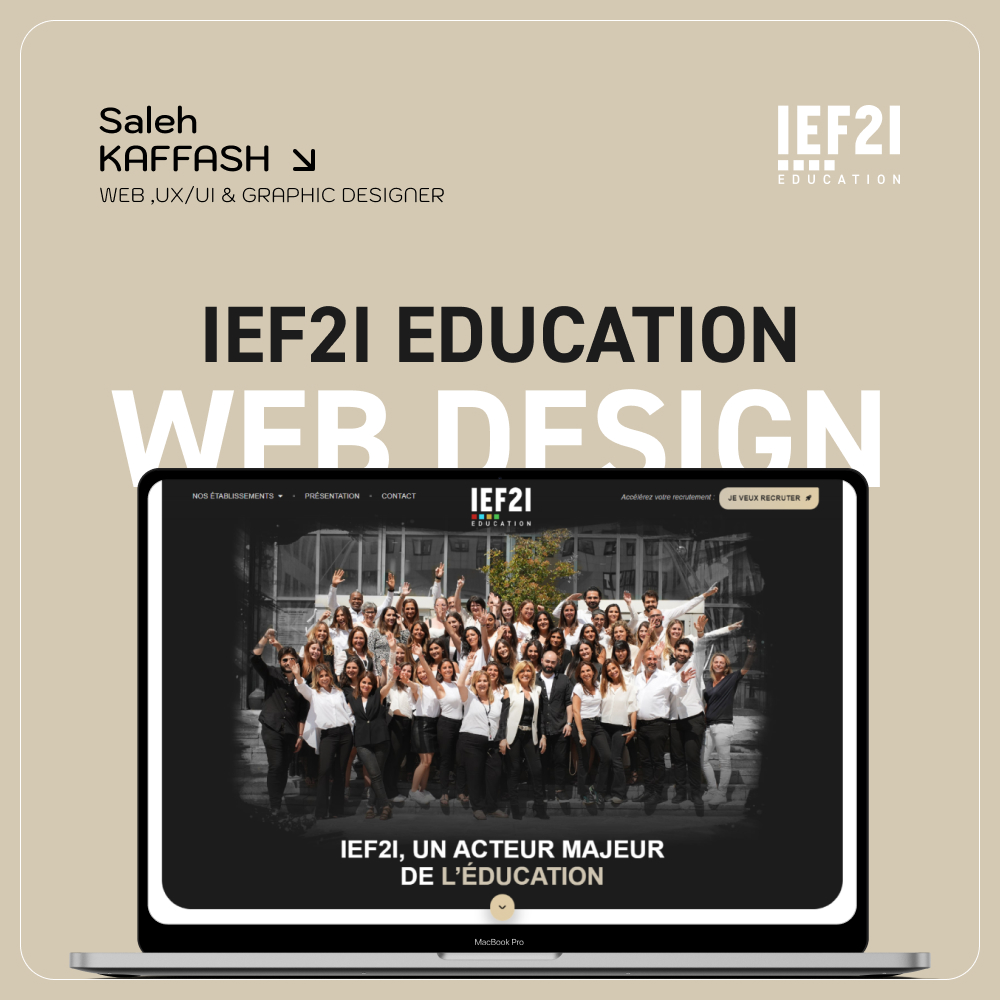 Saleh
KAFFASH
WEB ,UX/UI & GRAPHIC DESIGNER
IEF2I
EDUCATION
IEF2I EDUCATION
WEB DESIGN
NOS ÉTABLISSEMENTS
PRÉSENTATION
CONTACT
IEF2I
EDUCATION
Accélérez votre recrutement :
JE VEUX RECRUTER
IEF2I, UN ACTEUR MAJEUR
DE L'ÉDUCATION
MacBook Pro